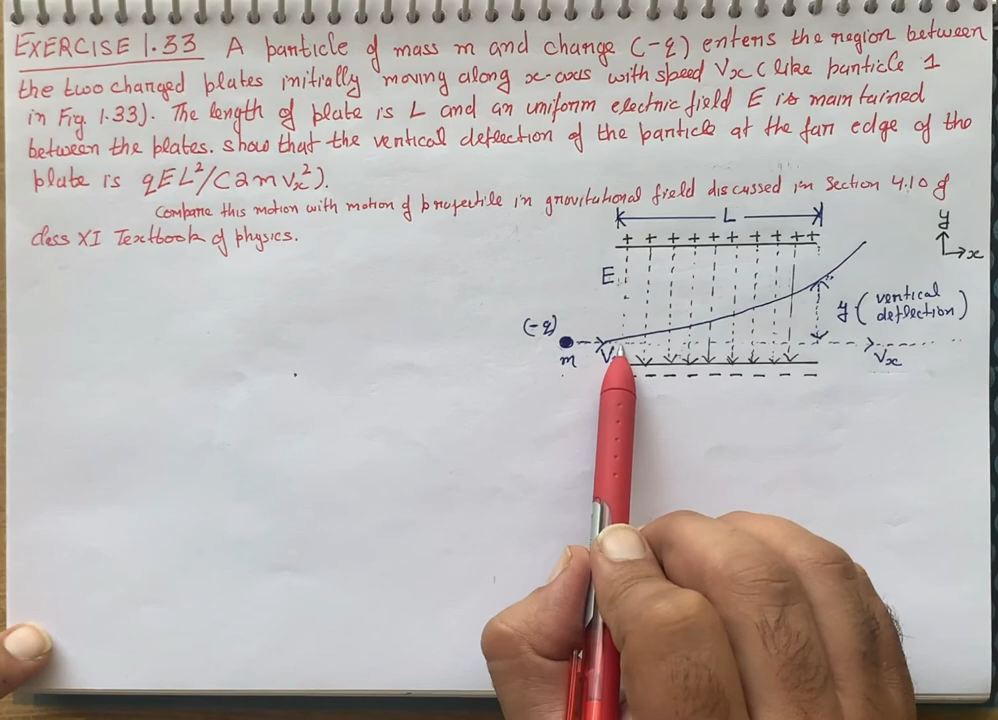 EXERCISE 1.33 A particle of mass m and charge (-q) enters the region between
the two charged plates initially moving along x-axis with speed Vx (like particle 1
in Fig. 1.33). The length of plate is L and an uniform electric field E is maintained
between the plates. show that the vertical deflection of the particle at the far edge of the
plate is qEL²/(2mVx²).
Compare this motion with motion of projectile in gravitational field discussed in section 4.10 of
class XI Textbook of physics.
L
y
x
+ + + + + + + + +
E
(-q)
m
V
y (vertical
deflection)
Vx
- - - - - - - -